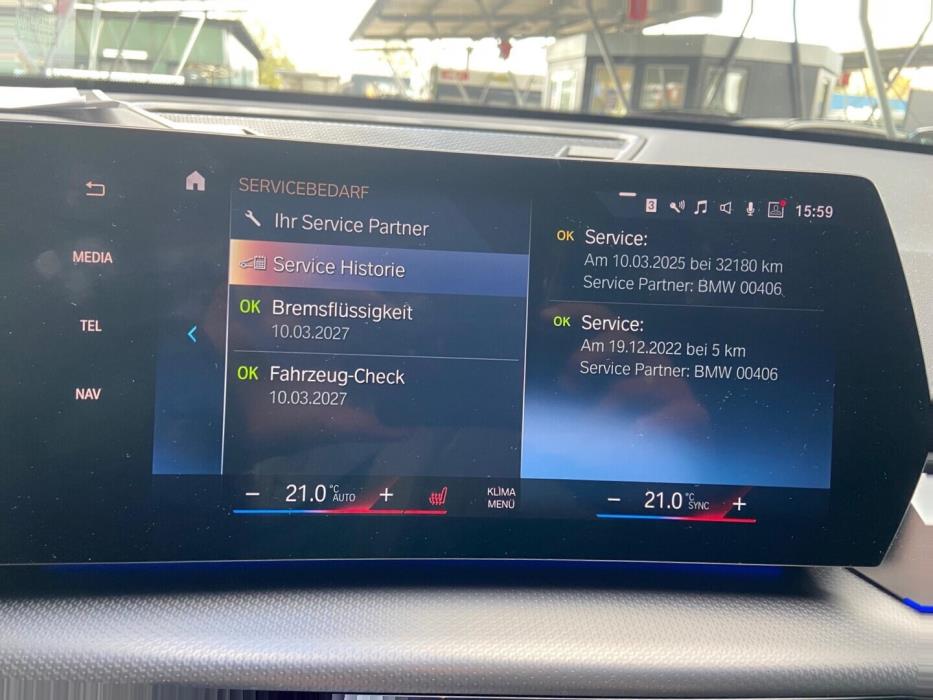 SERVICEBEDARF
3
15:59
Ihr Service Partner
Service Historie
OK Bremsflüssigkeit
10.03.2027
OK Fahrzeug-Check
10.03.2027
OK Service:
Am 10.03.2025 bei 32180 km
Service Partner: BMW 00406
OK Service:
Am 19.12.2022 bei 5 km
Service Partner: BMW 00406
MEDIA
TEL
NAV
− 21.0 °C AUTO +
KLIMA
MENÜ
− 21.0 °C SYNC +